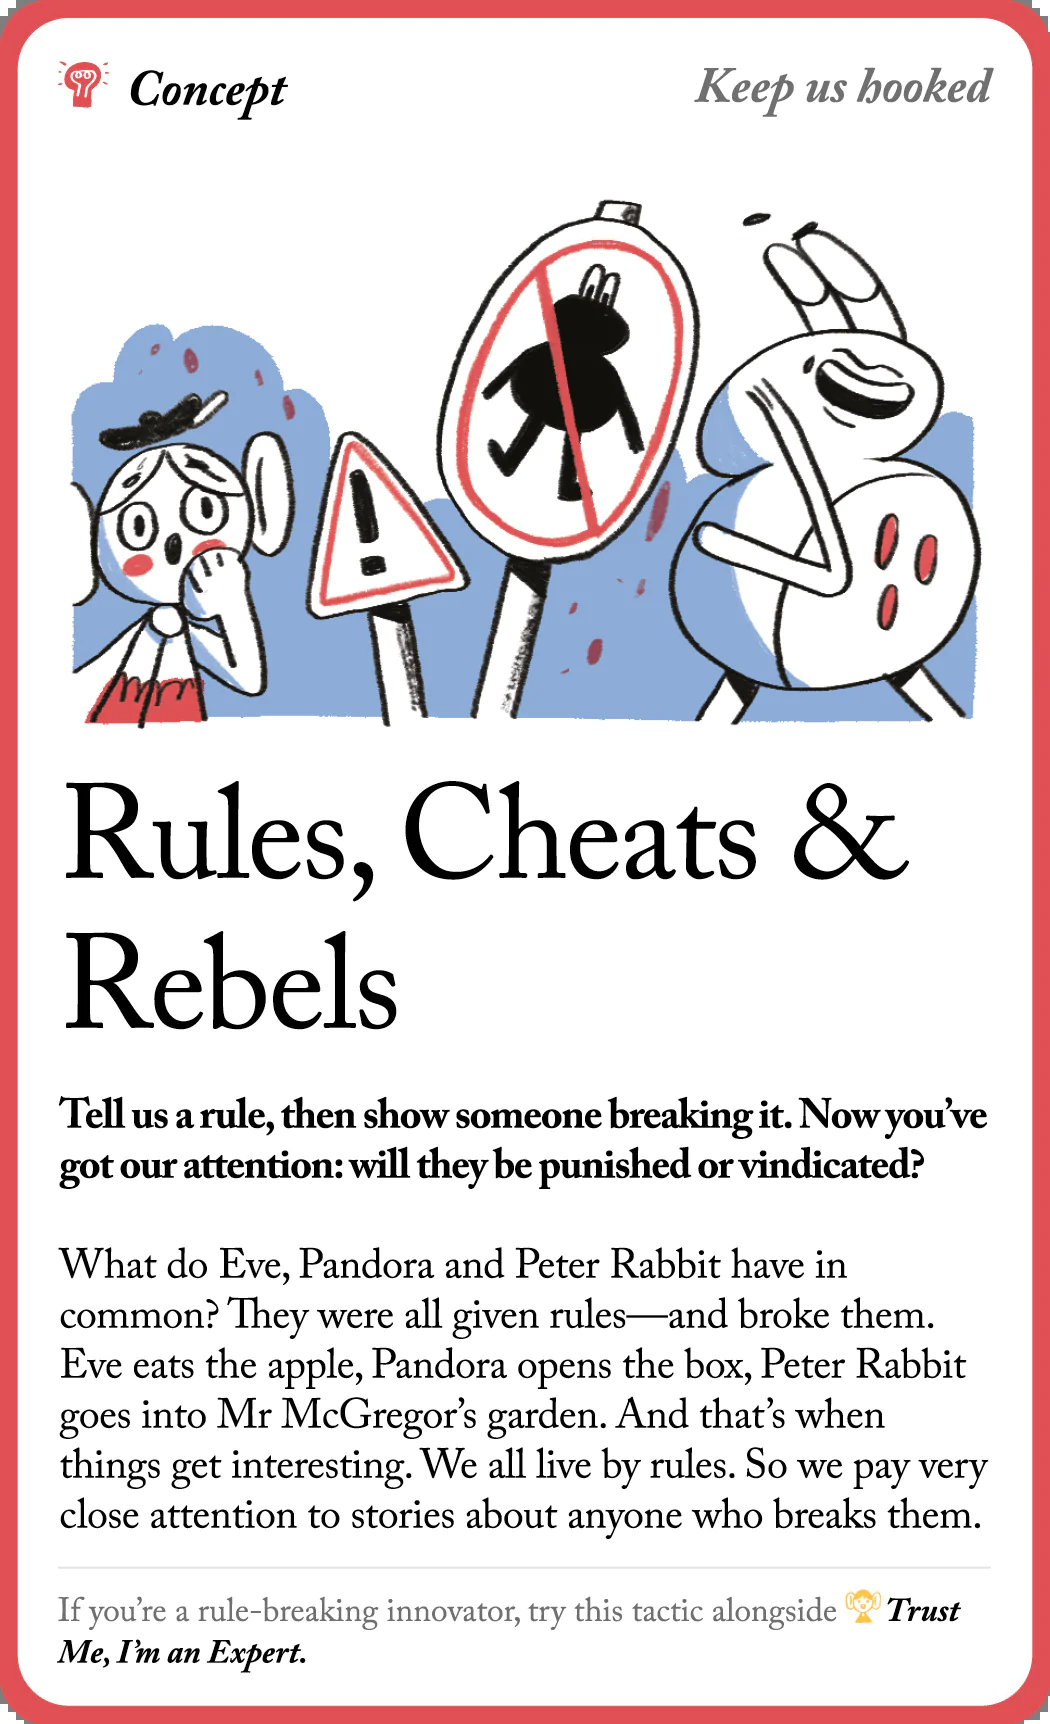 Concept
Keep us hooked
!
Rules, Cheats &
Rebels
Tell us a rule, then show someone breaking it. Now you’ve
got our attention: will they be punished or vindicated?
What do Eve, Pandora and Peter Rabbit have in
common? They were all given rules—and broke them.
Eve eats the apple, Pandora opens the box, Peter Rabbit
goes into Mr McGregor’s garden. And that’s when
things get interesting. We all live by rules. So we pay very
close attention to stories about anyone who breaks them.
If you’re a rule-breaking innovator, try this tactic alongside Trust
Me, I’m an Expert.